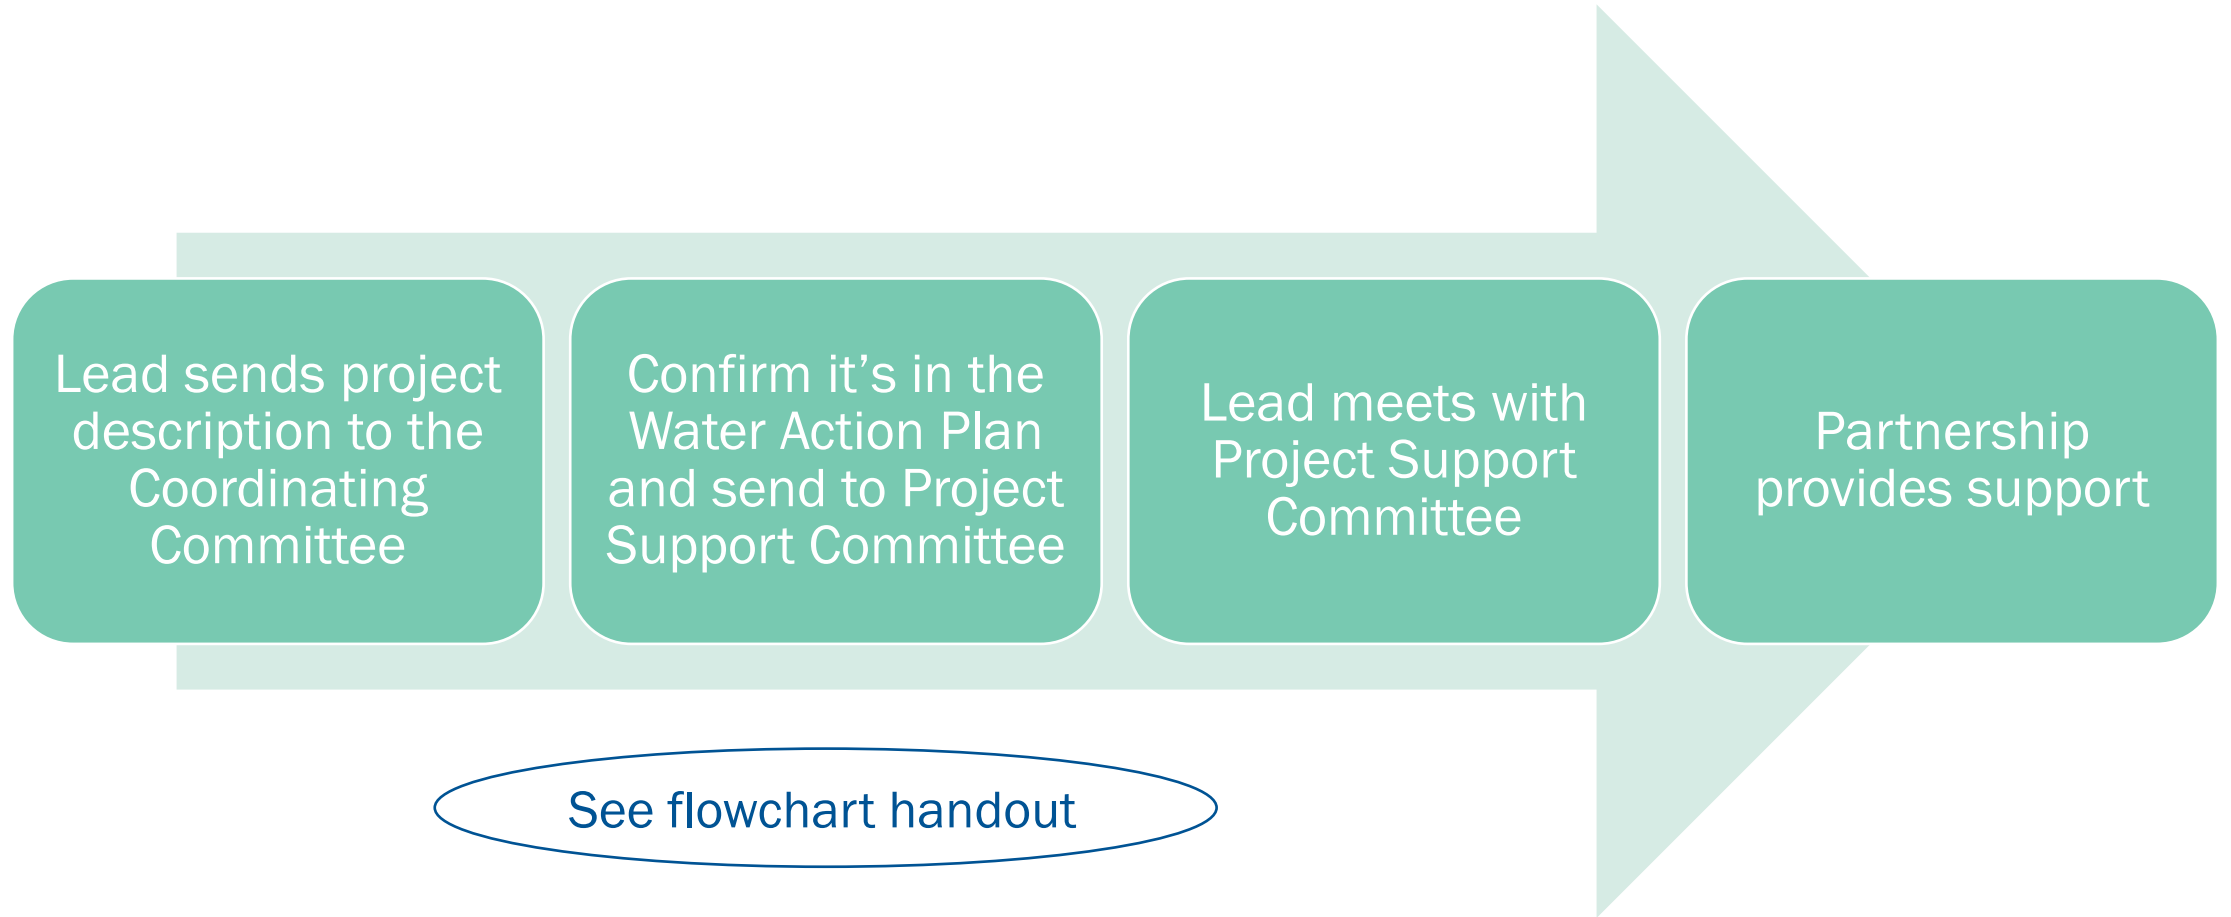 Lead sends project
description to the
Coordinating
Committee
Confirm it’s in the
Water Action Plan
and send to Project
Support Committee
Lead meets with
Project Support
Committee
Partnership
provides support
See flowchart handout